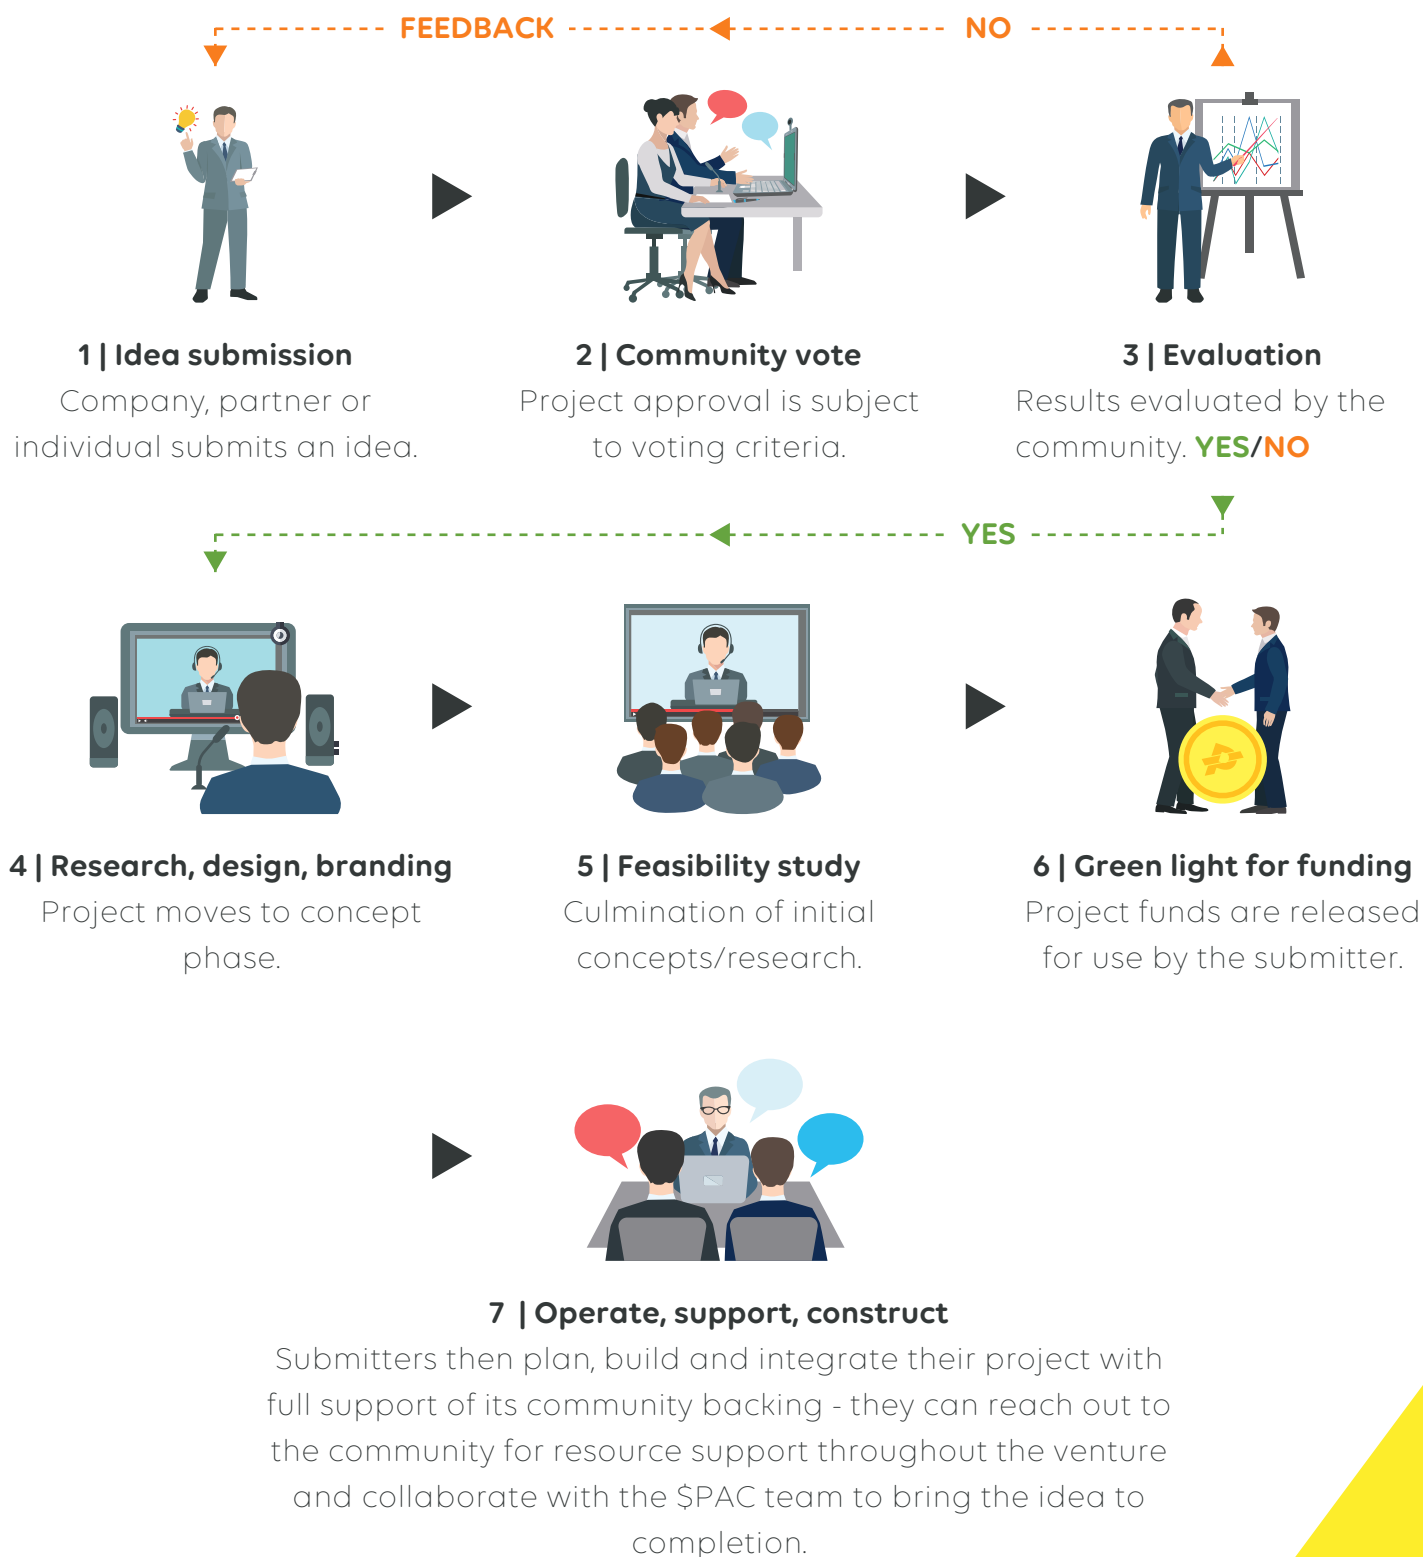 FEEDBACK
NO
1 | Idea submission
Company, partner or
individual submits an idea.
2 | Community vote
Project approval is subject
to voting criteria.
3 | Evaluation
Results evaluated by the
community. YES/NO
YES
4 | Research, design, branding
Project moves to concept
phase.
5 | Feasibility study
Culmination of initial
concepts/research.
6 | Green light for funding
Project funds are released
for use by the submitter.
7 | Operate, support, construct
Submitters then plan, build and integrate their project with
full support of its community backing - they can reach out to
the community for resource support throughout the venture
and collaborate with the $PAC team to bring the idea to
completion.